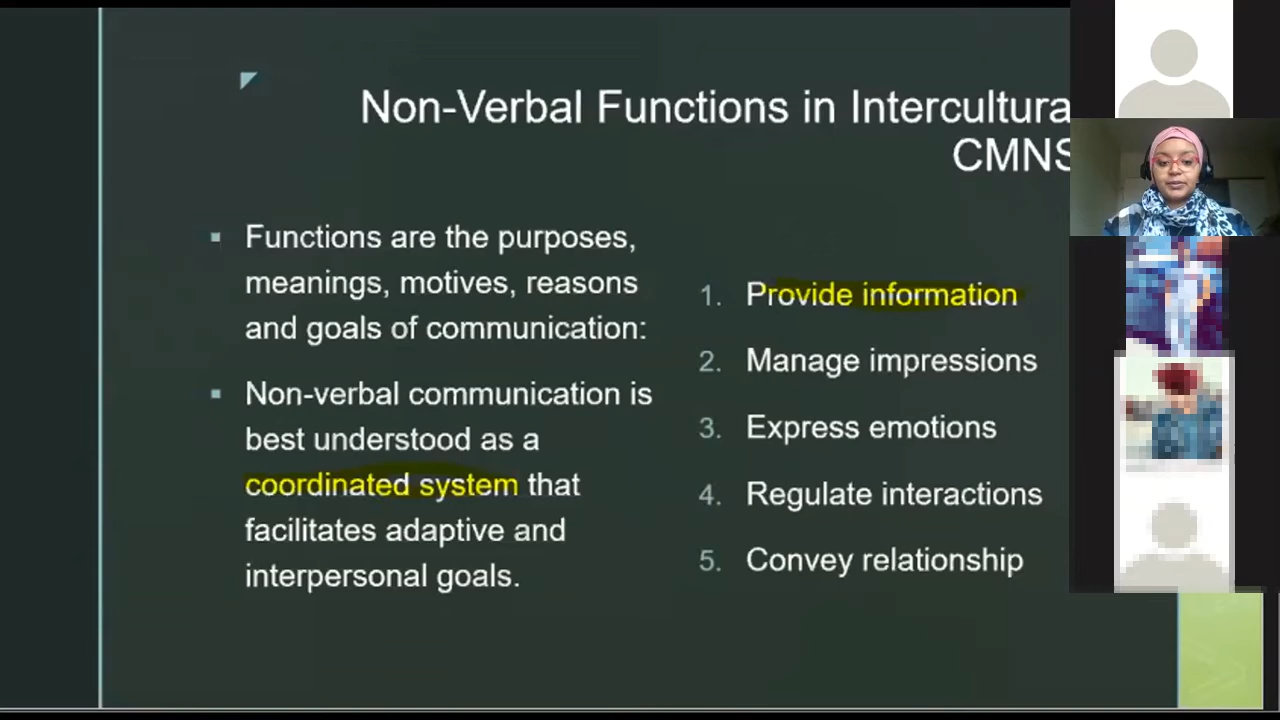 Non-Verbal Functions in Intercultura
CMNS
Functions are the purposes,
meanings, motives, reasons
and goals of communication:
Non-verbal communication is
best understood as a
coordinated system that
facilitates adaptive and
interpersonal goals.
1. Provide information
2. Manage impressions
3. Express emotions
4. Regulate interactions
5. Convey relationship